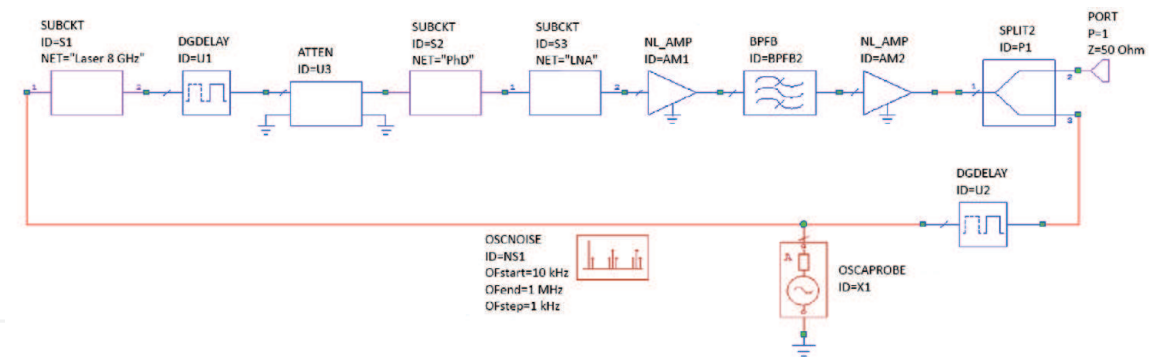 SUBCKT
ID=S1
NET="Laser 8 GHz"
DGDELAY
ID=U1
ATTEN
ID=U3
SUBCKT
ID=S2
NET="PhD"
SUBCKT
ID=S3
NET="LNA"
NL_AMP
ID=AM1
BPFB
ID=BPFB2
NL_AMP
ID=AM2
SPLIT2
ID=P1
PORT
P=1
Z=50 Ohm
1
2
1
2
1
2
3
DGDELAY
ID=U2
OSCNOISE
ID=NS1
OFstart=10 kHz
OFend=1 MHz
OFstep=1 kHz
OSCAPROBE
ID=X1